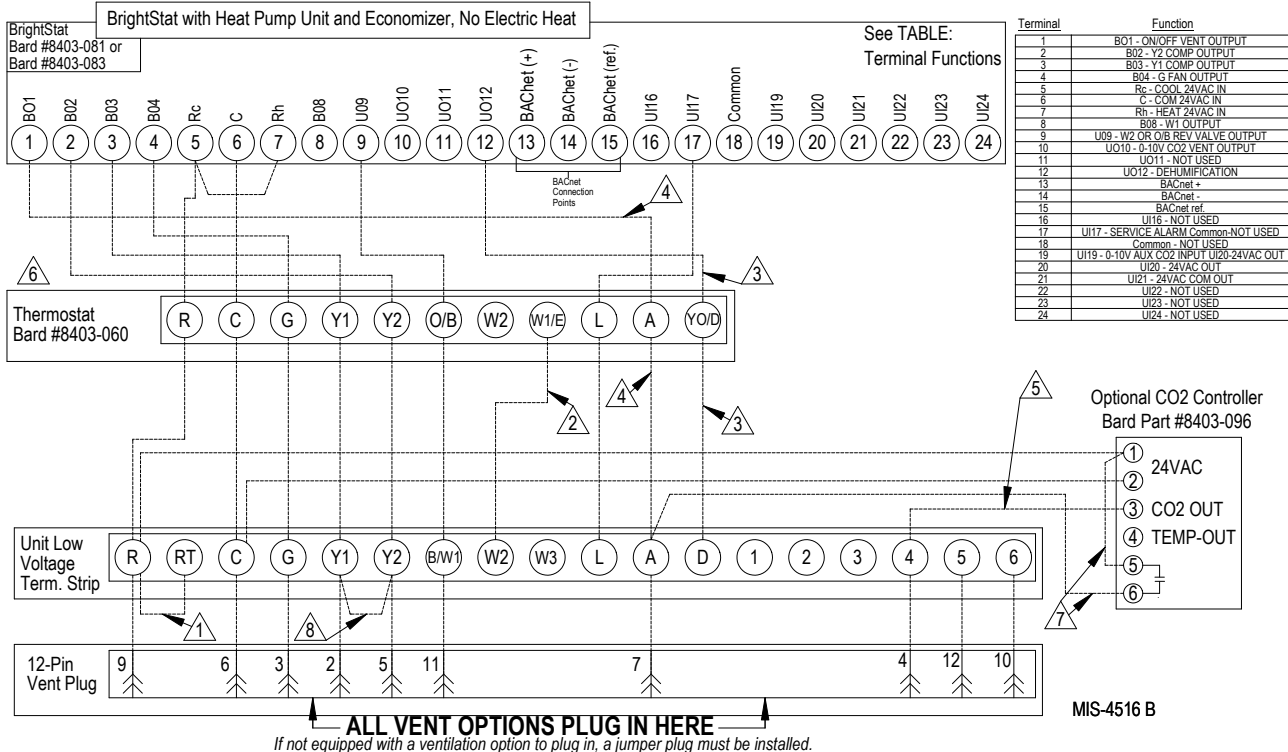 BrightStat with Heat Pump Unit and Economizer, No Electric Heat
BrightStat
Bard #8403-081 or
Bard #8403-083
See TABLE:
Terminal Functions
BO1 B02 B03 B04 Rc C Rh B08 U09 UO10 UO11 UO12 BAChet (+) BAChet (-) BAChet (ref.) UI16 UI17 Common UI19 UI20 UI21 UI22 UI23 UI24
1 2 3 4 5 6 7 8 9 10 11 12 13 14 15 16 17 18 19 20 21 22 23 24
BACnet
Connection
Points
4
6
3
Thermostat
Bard #8403-060
R C G Y1 Y2 O/B W2 W1/E L A YO/D
2
4
3
5
Unit Low
Voltage
Term. Strip
R RT C G Y1 Y2 B/W1 W2 W3 L A D 1 2 3 4 5 6
1
8
7
12-Pin
Vent Plug
9 6 3 2 5 11 7 4 12 10
ALL VENT OPTIONS PLUG IN HERE
If not equipped with a ventilation option to plug in, a jumper plug must be installed.
Terminal Function
1 BO1 - ON/OFF VENT OUTPUT
2 B02 - Y2 COMP OUTPUT
3 B03 - Y1 COMP OUTPUT
4 B04 - G FAN OUTPUT
5 Rc - COOL 24VAC IN
6 C - COM 24VAC IN
7 Rh - HEAT 24VAC IN
8 B08 - W1 OUTPUT
9 U09 - W2 OR O/B REV VALVE OUTPUT
10 UO10 - 0-10V CO2 VENT OUTPUT
11 UO11 - NOT USED
12 UO12 - DEHUMIFICATION
13 BACnet +
14 BACnet -
15 BACnet ref.
16 UI16 - NOT USED
17 UI17 - SERVICE ALARM Common-NOT USED
18 Common - NOT USED
19 UI19 - 0-10V AUX CO2 INPUT UI20-24VAC OUT
20 UI20 - 24VAC OUT
21 UI21 - 24VAC COM OUT
22 UI22 - NOT USED
23 UI23 - NOT USED
24 UI24 - NOT USED
Optional CO2 Controller
Bard Part #8403-096
1
24VAC
2
3 CO2 OUT
4 TEMP-OUT
5
6
MIS-4516 B